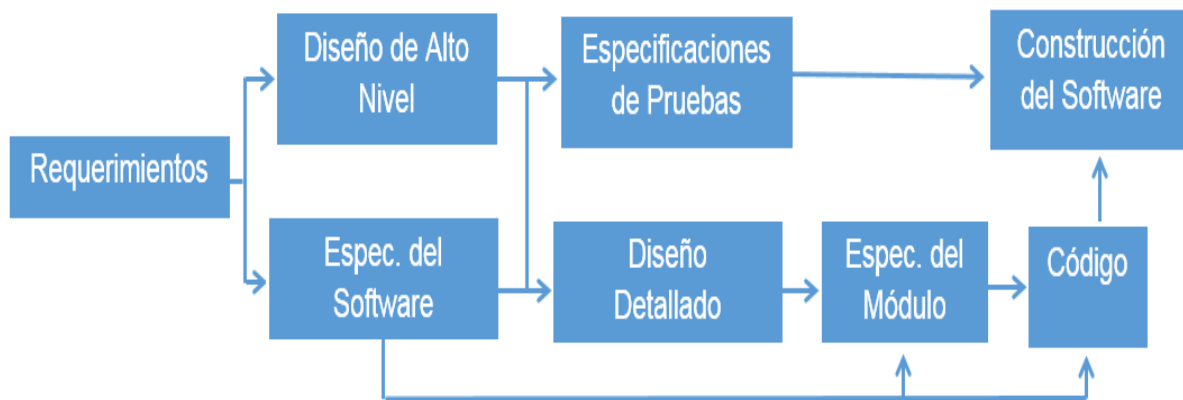 Requerimientos
Diseño de Alto
Nivel
Especificaciones
de Pruebas
Construcción
del Software
Espec. del
Software
Diseño
Detallado
Espec. del
Módulo
Código